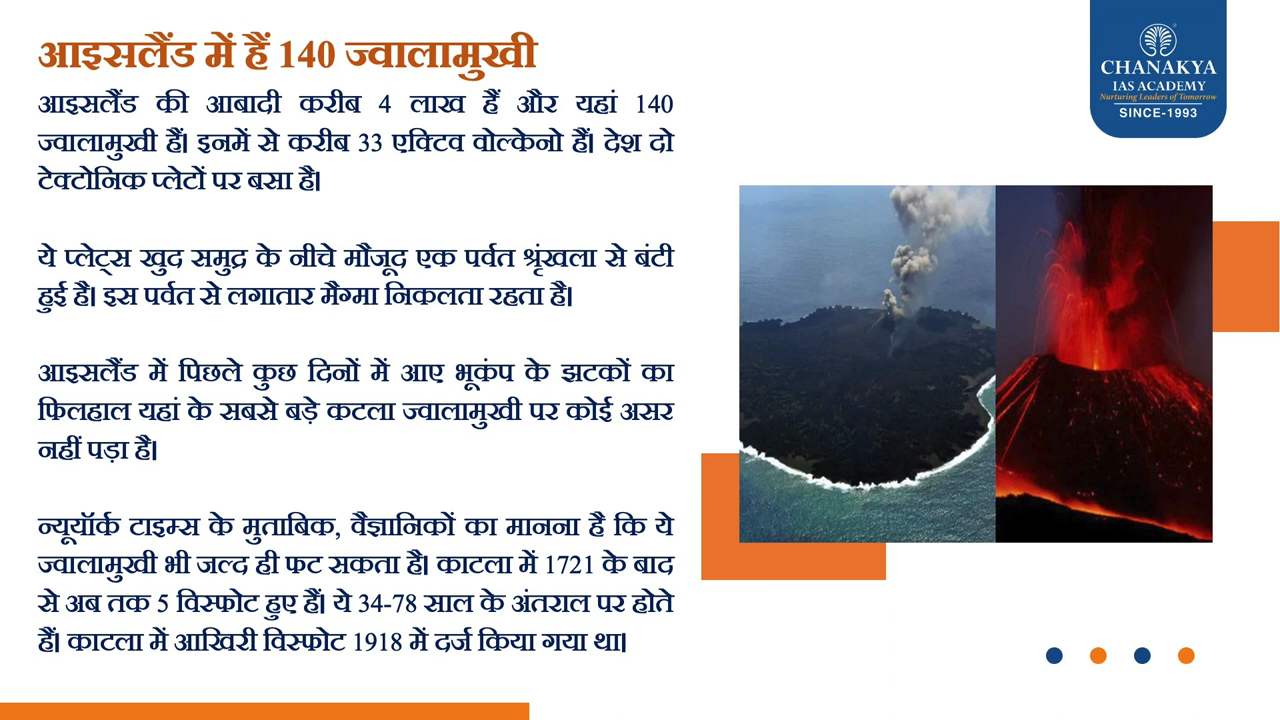 आइसलैंड में हैं 140 ज्वालामुखी
आइसलैंड की आबादी करीब 4 लाख हैं और यहां 140
ज्वालामुखी हैं। इनमें से करीब 33 एक्टिव वोल्केनो हैं। देश दो
टेक्टोनिक प्लेटों पर बसा है।
ये प्लेट्स खुद समुद्र के नीचे मौजूद एक पर्वत श्रृंखला से बंटी
हुई है। इस पर्वत से लगातार मैग्मा निकलता रहता है।
आइसलैंड में पिछले कुछ दिनों में आए भूकंप के झटकों का
फिलहाल यहां के सबसे बड़े कटला ज्वालामुखी पर कोई असर
नहीं पड़ा है।
न्यूयॉर्क टाइम्स के मुताबिक, वैज्ञानिकों का मानना है कि ये
ज्वालामुखी भी जल्द ही फट सकता है। काटला में 1721 के बाद
से अब तक 5 विस्फोट हुए हैं। ये 34-78 साल के अंतराल पर होते
हैं। काटला में आखिरी विस्फोट 1918 में दर्ज किया गया था।
CHANAKYA
IAS ACADEMY
Nurturing Leaders of Tomorrow
SINCE-1993